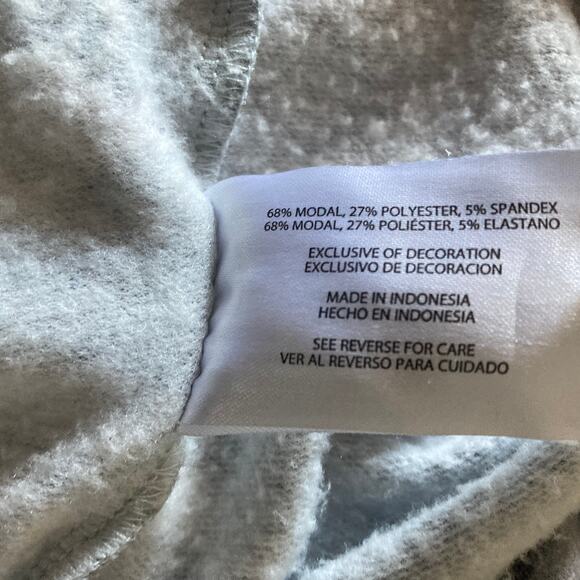 68% MODAL, 27% POLYESTER, 5% SPANDEX
68% MODAL, 27% POLIÉSTER, 5% ELASTANO
EXCLUSIVE OF DECORATION
EXCLUSIVO DE DECORACION
MADE IN INDONESIA
HECHO EN INDONESIA
SEE REVERSE FOR CARE
VER AL REVERSO PARA CUIDADO